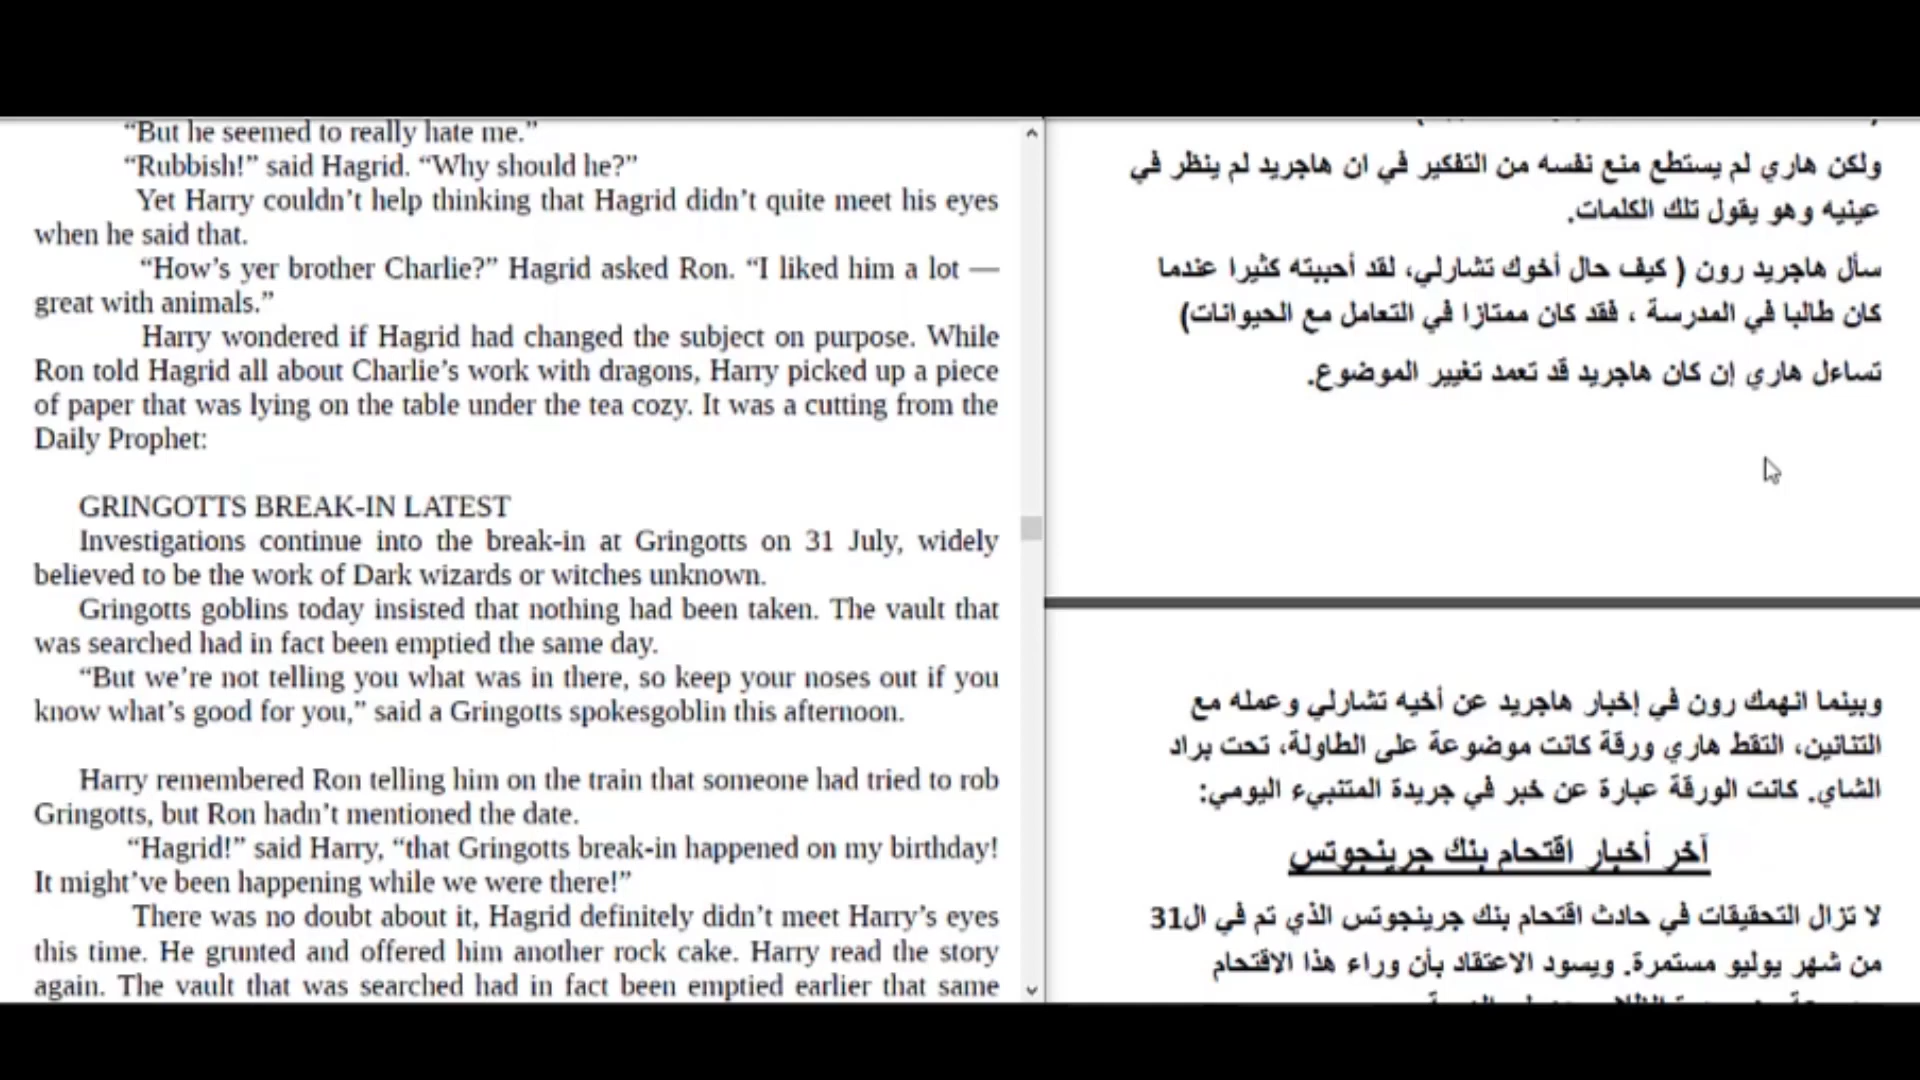 “But he seemed to really hate me.”
“Rubbish!” said Hagrid. “Why should he?”
Yet Harry couldn’t help thinking that Hagrid didn’t quite meet his eyes
when he said that.
“How’s yer brother Charlie?” Hagrid asked Ron. “I liked him a lot —
great with animals.”
Harry wondered if Hagrid had changed the subject on purpose. While
Ron told Hagrid all about Charlie’s work with dragons, Harry picked up a piece
of paper that was lying on the table under the tea cozy. It was a cutting from the
Daily Prophet:
GRINGOTTS BREAK-IN LATEST
Investigations continue into the break-in at Gringotts on 31 July, widely
believed to be the work of Dark wizards or witches unknown.
Gringotts goblins today insisted that nothing had been taken. The vault that
was searched had in fact been emptied the same day.
“But we’re not telling you what was in there, so keep your noses out if you
know what’s good for you,” said a Gringotts spokesgoblin this afternoon.
Harry remembered Ron telling him on the train that someone had tried to rob
Gringotts, but Ron hadn’t mentioned the date.
“Hagrid!” said Harry, “that Gringotts break-in happened on my birthday!
It might’ve been happening while we were there!”
There was no doubt about it, Hagrid definitely didn’t meet Harry’s eyes
this time. He grunted and offered him another rock cake. Harry read the story
again. The vault that was searched had in fact been emptied earlier that same
ولكن هاري لم يستطع منع نفسه من التفكير في ان هاجريد لم ينظر في
عينيه وهو يقول تلك الكلمات.
سأل هاجريد رون ( كيف حال أخوك تشارلي، لقد أحببته كثيرا عندما
كان طالبا في المدرسة ، فقد كان ممتازا في التعامل مع الحيوانات)
تساءل هاري إن كان هاجريد قد تعمد تغيير الموضوع.
وبينما انهمك رون في إخبار هاجريد عن أخيه تشارلي وعمله مع
التنانين، التقط هاري ورقة كانت موضوعة على الطاولة، تحت براد
الشاي. كانت الورقة عبارة عن خبر في جريدة المتنبيء اليومي:
آخر أخبار اقتحام بنك جرينجوتس
لا تزال التحقيقات في حادث اقتحام بنك جرينجوتس الذي تم في ال31
من شهر يوليو مستمرة. ويسود الاعتقاد بأن وراء هذا الاقتحام